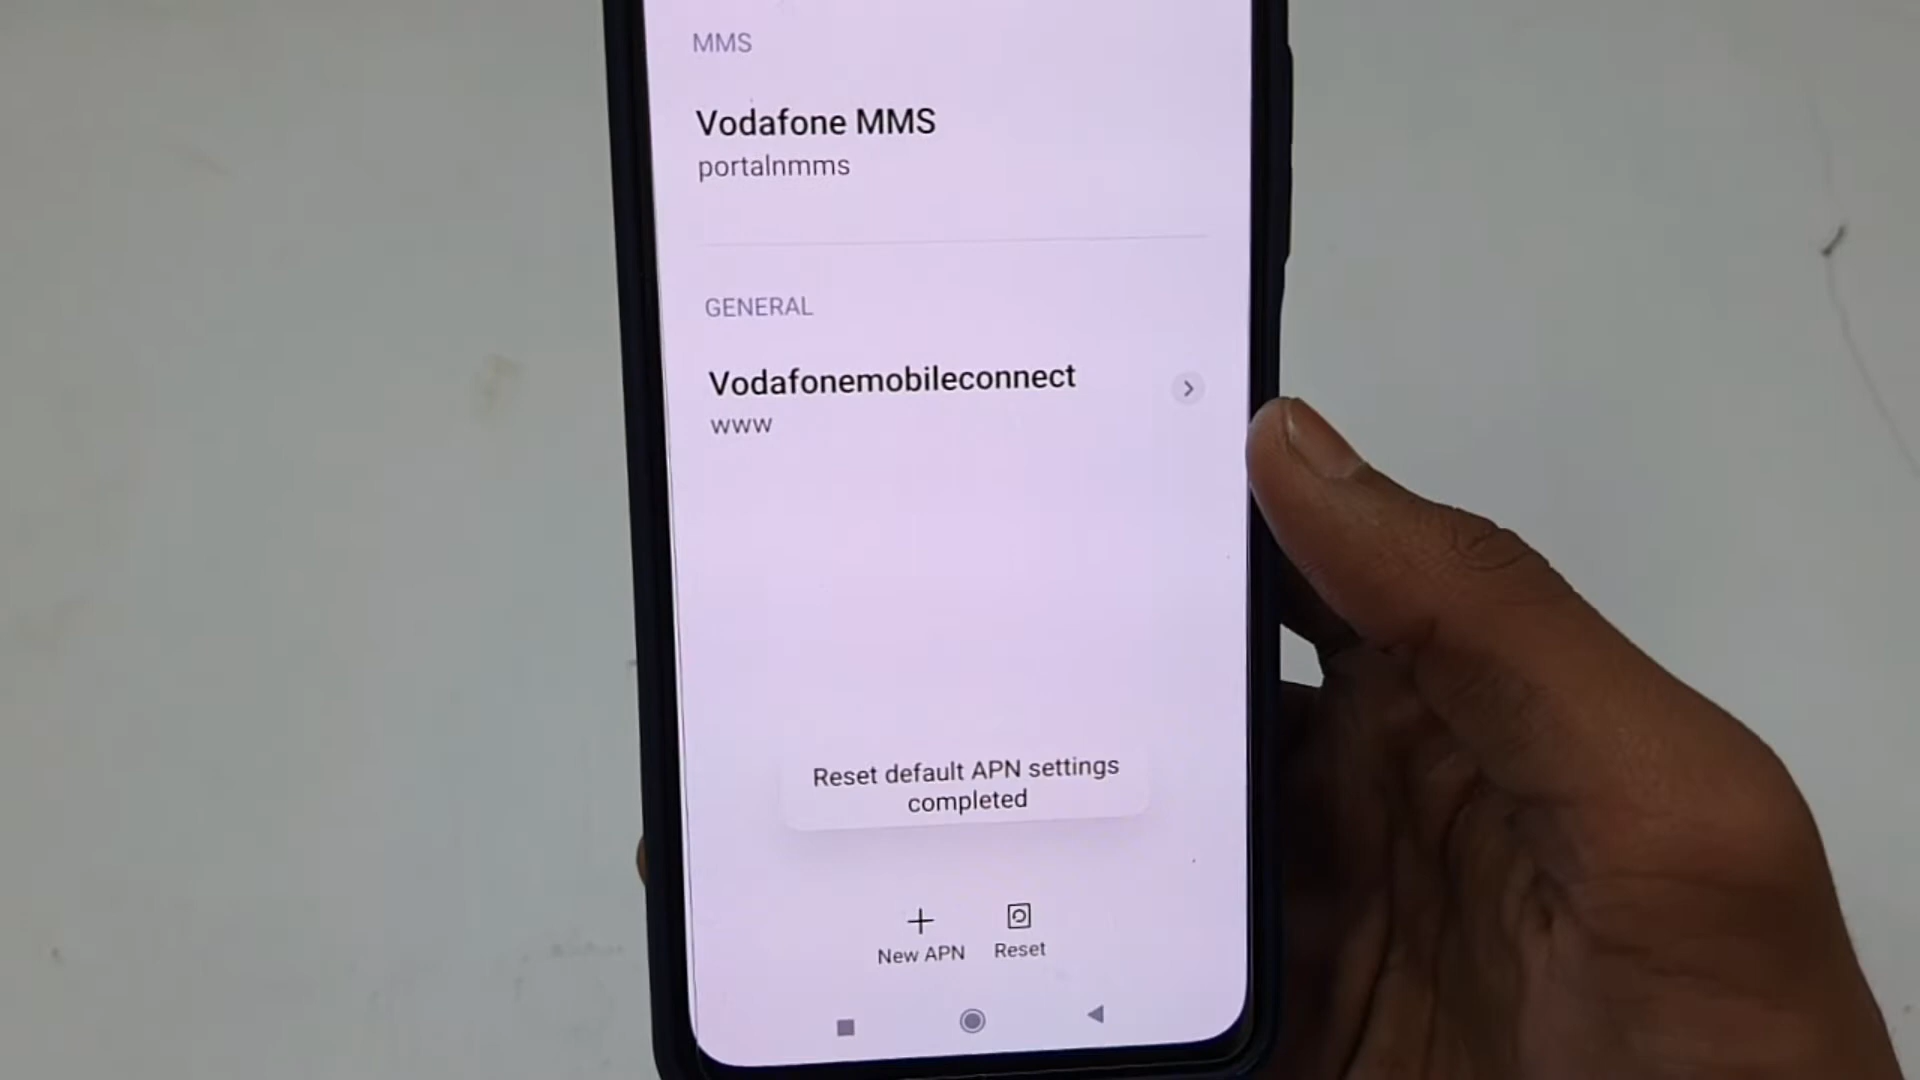 MMS
Vodafone MMS
portalnmms
GENERAL
Vodafonemobileconnect
www
Reset default APN settings
completed
New APN
Reset